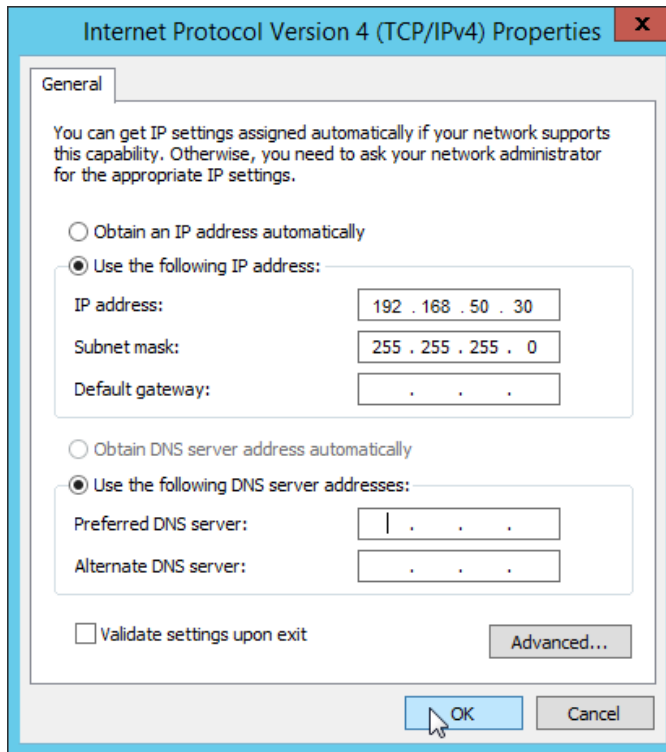 Internet Protocol Version 4 (TCP/IPv4) Properties
x
General
You can get IP settings assigned automatically if your network supports
this capability. Otherwise, you need to ask your network administrator
for the appropriate IP settings.
Obtain an IP address automatically
Use the following IP address:
IP address: 192 . 168 . 50 . 30
Subnet mask: 255 . 255 . 255 . 0
Default gateway: . . .
Obtain DNS server address automatically
Use the following DNS server addresses:
Preferred DNS server: . . .
Alternate DNS server: . . .
Validate settings upon exit
Advanced...
OK Cancel